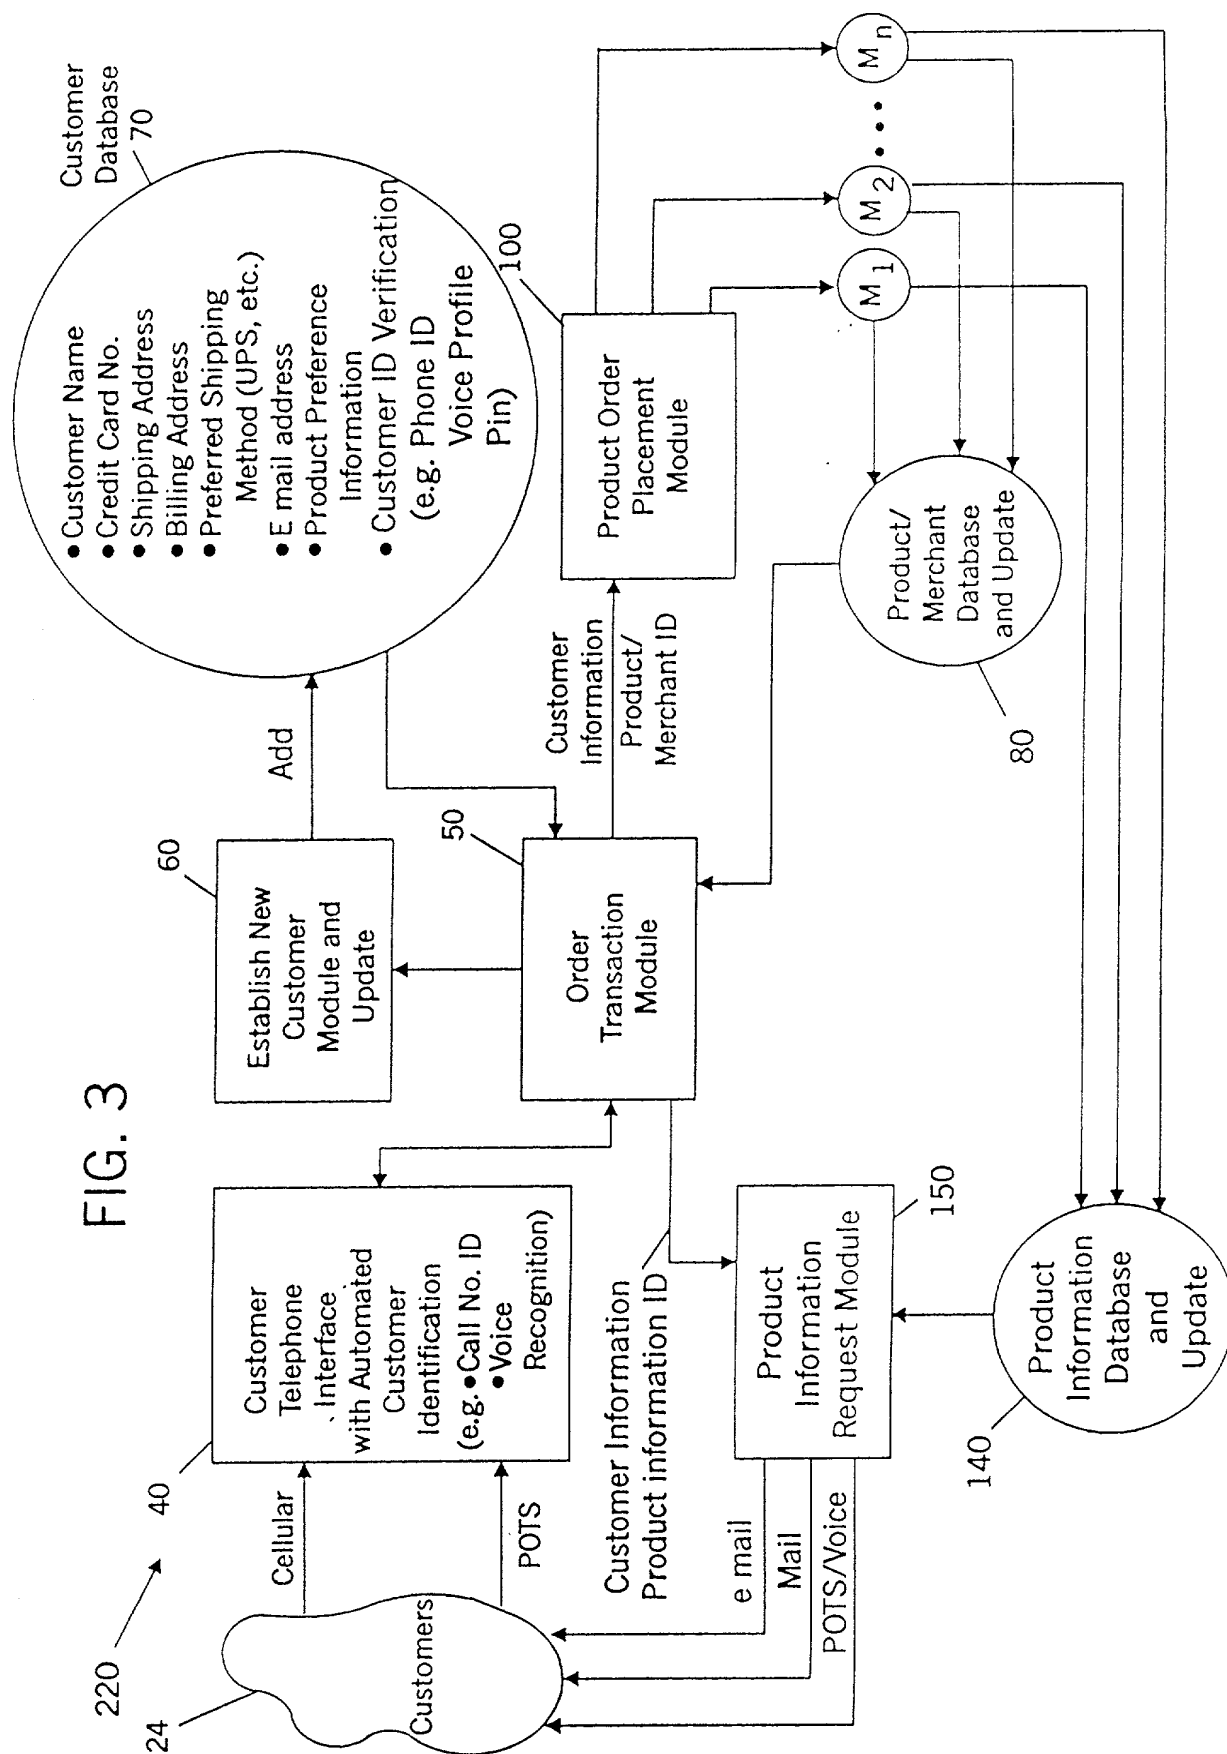 FIG. 3
220
24
Customers
Cellular
POTS
40
Customer
Telephone
Interface
with Automated
Customer
Identification
(e.g. •Call No. ID
•Voice
Recognition)
60
Establish New
Customer
Module and
Update
Add
Customer
Database
70
•Customer Name
•Credit Card No.
•Shipping Address
•Billing Address
•Preferred Shipping
Method (UPS, etc.)
•E mail address
•Product Preference
Information
•Customer ID Verification
(e.g. Phone ID
Voice Profile
Pin)
50
Order
Transaction
Module
Customer
Information
Product/
Merchant ID
100
Product Order
Placement
Module
M1
M2
Mn
Product/
Merchant
Database
and Update
80
Customer Information
Product information ID
e mail
Mail
POTS/Voice
Product
Information
Request Module
150
Product
Information
Database
and
Update
140